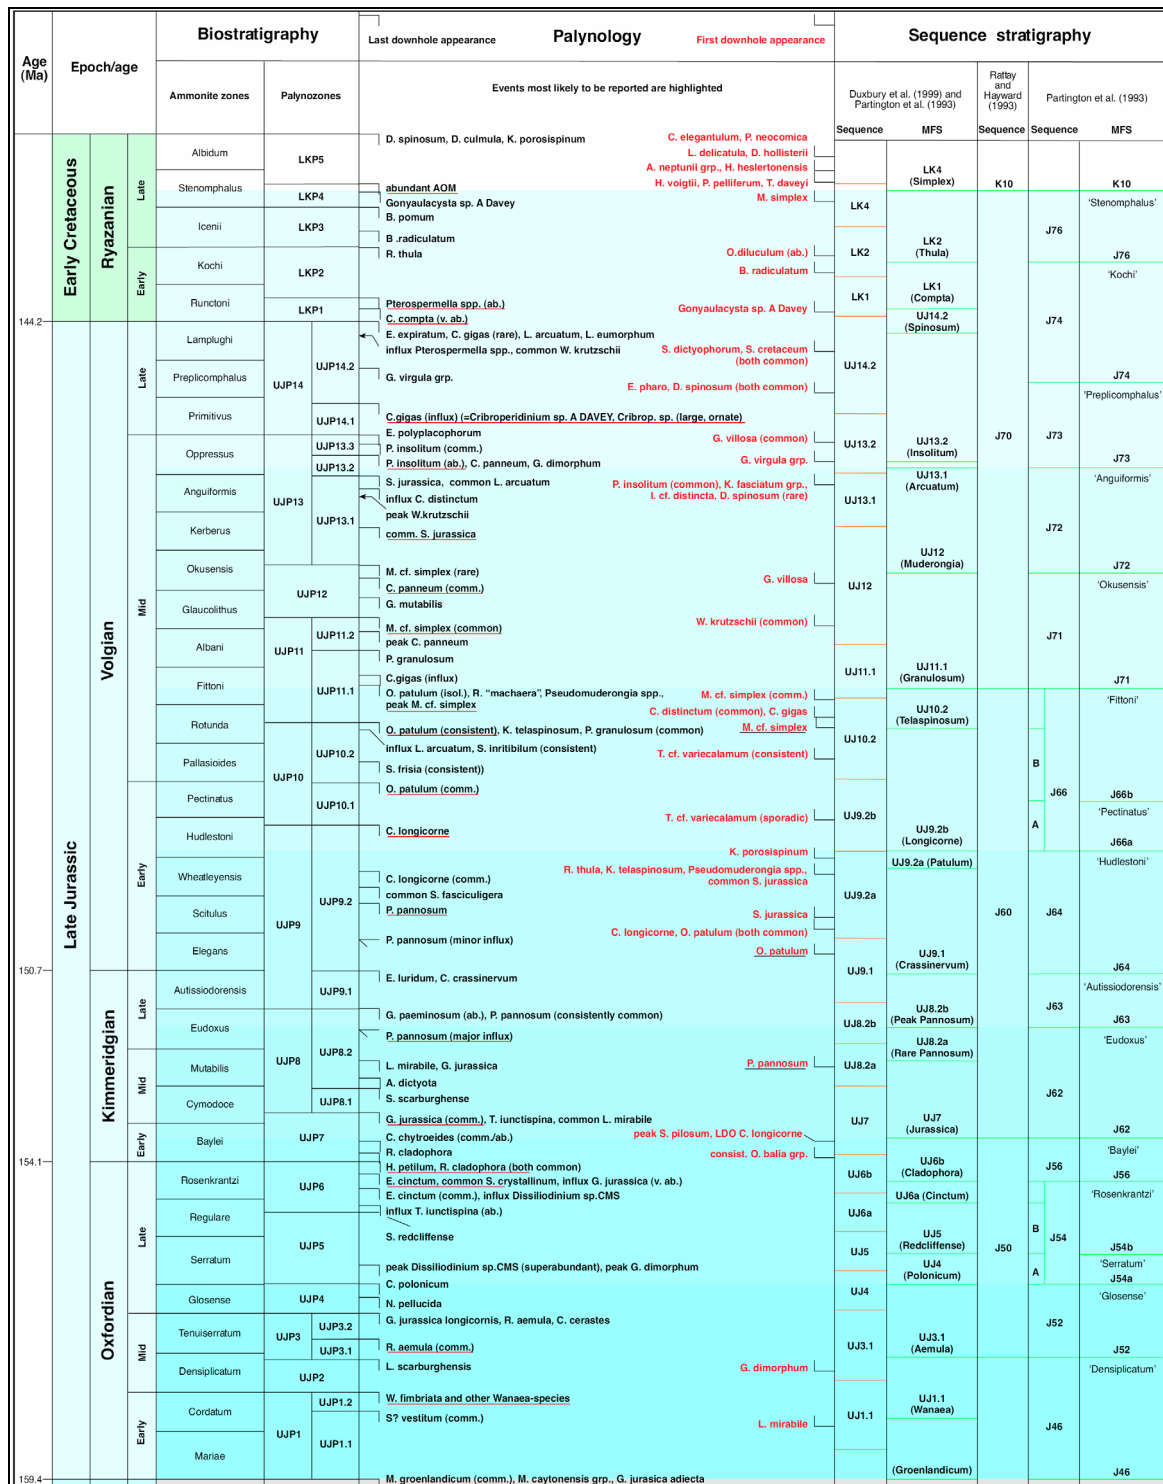 Biostratigraphy
Palynology
Sequence stratigraphy
Last downhole appearance
First downhole appearance
Age
(Ma)
Epoch/age
Ammonite zones
Palynozones
Events most likely to be reported are highlighted
Duxbury et al. (1999) and
Partington et al. (1993)
Rattay
and
Hayward
(1993)
Partington et al. (1993)
Sequence
MFS
Sequence
Sequence
MFS
144.2
150.7
154.1
159.4
Early Cretaceous
Late Jurassic
Ryazanian
Volgian
Kimmeridgian
Oxfordian
Late
Early
Late
Mid
Early
Late
Mid
Early
Late
Mid
Early
Albidum
Stenomphalus
Icenii
Kochi
Runctoni
Lamplughi
Preplicomphalus
Primitivus
Oppressus
Anguiformis
Kerberus
Okusensis
Glaucolithus
Albani
Fittoni
Rotunda
Pallasioides
Pectinatus
Hudlestoni
Wheatleyensis
Scitulus
Elegans
Autissiodorensis
Eudoxus
Mutabilis
Cymodoce
Baylei
Rosenkrantzi
Regulare
Serratum
Glosense
Tenuiserratum
Densiplicatum
Cordatum
Mariae
LKP5
LKP4
LKP3
LKP2
LKP1
UJP14
UJP14.2
UJP14.1
UJP13
UJP13.3
UJP13.2
UJP13.1
UJP12
UJP11
UJP11.2
UJP11.1
UJP10
UJP10.2
UJP10.1
UJP9
UJP9.2
UJP9.1
UJP8
UJP8.2
UJP8.1
UJP7
UJP6
UJP5
UJP4
UJP3
UJP3.2
UJP3.1
UJP2
UJP1
UJP1.2
UJP1.1
D. spinosum, D. culmula, K. porosispinum
abundant AOM
Gonyaulacysta sp. A Davey
B. pomum
B .radiculatum
R. thula
Pterospermella spp. (ab.)
C. compta (v. ab.)
E. expiratum, C. gigas (rare), L. arcuatum, L. eumorphum
influx Pterospermella spp., common W. krutzschii
G. virgula grp.
C.gigas (influx) (=Cribroperidinium sp. A DAVEY, Cribrop. sp. (large, ornate)
E. polyplacophorum
P. insolitum (comm.)
P. insolitum (ab.), C. panneum, G. dimorphum
S. jurassica, common L. arcuatum
influx C. distinctum
peak W.krutzschii
comm. S. jurassica
M. cf. simplex (rare)
C. panneum (comm.)
G. mutabilis
M. cf. simplex (common)
peak C. panneum
P. granulosum
C.gigas (influx)
O. patulum (isol.), R. “machaera”, Pseudomuderongia spp.,
peak M. cf. simplex
O. patulum (consistent), K. telaspinosum, P. granulosum (common)
influx L. arcuatum, S. inritibilum (consistent)
S. frisia (consistent))
O. patulum (comm.)
C. longicorne
C. longicorne (comm.)
common S. fasciculigera
P. pannosum
P. pannosum (minor influx)
E. luridum, C. crassinervum
G. paeminosum (ab.), P. pannosum (consistently common)
P. pannosum (major influx)
L. mirabile, G. jurassica
A. dictyota
S. scarburghense
G. jurassica (comm.), T. iunctispina, common L. mirabile
C. chytroeides (comm./ab.)
R. cladophora
H. petilum, R. cladophora (both common)
E. cinctum, common S. crystallinum, influx G. jurassica (v. ab.)
E. cinctum (comm.), influx Dissiliodinium sp.CMS
influx T. iunctispina (ab.)
S. redcliffense
peak Dissiliodinium sp.CMS (superabundant), peak G. dimorphum
C. polonicum
N. pellucida
G. jurassica longicornis, R. aemula, C. cerastes
R. aemula (comm.)
L. scarburghensis
W. fimbriata and other Wanaea-species
S? vestitum (comm.)
M. groenlandicum (comm.), M. caytonensis grp., G. jurasica adiecta
C. elegantulum, P. neocomica
L. delicatula, D. hollisterii
A. neptunii grp., H. heslertonensis
H. voigtii, P. pelliferum, T. daveyi
M. simplex
O.diluculum (ab.)
B. radiculatum
Gonyaulacysta sp. A Davey
S. dictyophorum, S. cretaceum
(both common)
E. pharo, D. spinosum (both common)
G. villosa (common)
G. virgula grp.
P. insolitum (common), K. fasciatum grp.,
I. cf. distincta, D. spinosum (rare)
G. villosa
W. krutzschii (common)
M. cf. simplex (comm.)
C. distinctum (common), C. gigas
M. cf. simplex
T. cf. variecalamum (consistent)
T. cf. variecalamum (sporadic)
K. porosispinum
R. thula, K. telaspinosum, Pseudomuderongia spp.,
common S. jurassica
S. jurassica
C. longicorne, O. patulum (both common)
O. patulum
P. pannosum
peak S. pilosum, LDO C. longicorne
consist. O. balia grp.
G. dimorphum
L. mirabile
LK4
LK2
LK1
UJ14.2
UJ13.2
UJ13.1
UJ12
UJ11.1
UJ10.2
UJ9.2b
UJ9.2a
UJ9.1
UJ8.2b
UJ8.2a
UJ7
UJ6b
UJ6a
UJ5
UJ4
UJ3.1
UJ1.1
LK4
(Simplex)
LK2
(Thula)
LK1
(Compta)
UJ14.2
(Spinosum)
UJ13.2
(Insolitum)
UJ13.1
(Arcuatum)
UJ12
(Muderongia)
UJ11.1
(Granulosum)
UJ10.2
(Telaspinosum)
UJ9.2b
(Longicorne)
UJ9.2a (Patulum)
UJ9.1
(Crassinervum)
UJ8.2b
(Peak Pannosum)
UJ8.2a
(Rare Pannosum)
UJ7
(Jurassica)
UJ6b
(Cladophora)
UJ6a (Cinctum)
UJ5
(Redcliffense)
UJ4
(Polonicum)
UJ3.1
(Aemula)
UJ1.1
(Wanaea)
(Groenlandicum)
K10
J70
J60
J50
J76
J74
J73
J72
J71
B
J66
A
J64
J63
J62
J56
B
J54
A
J52
J46
K10
‘Stenomphalus’
J76
‘Kochi’
J74
‘Preplicomphalus’
J73
‘Anguiformis’
J72
‘Okusensis’
J71
‘Fittoni’
J66b
‘Pectinatus’
J66a
‘Hudlestoni’
J64
‘Autissiodorensis’
J63
‘Eudoxus’
J62
‘Baylei’
J56
‘Rosenkrantzi’
J54b
‘Serratum’
J54a
‘Glosense’
J52
‘Densiplicatum’
J46